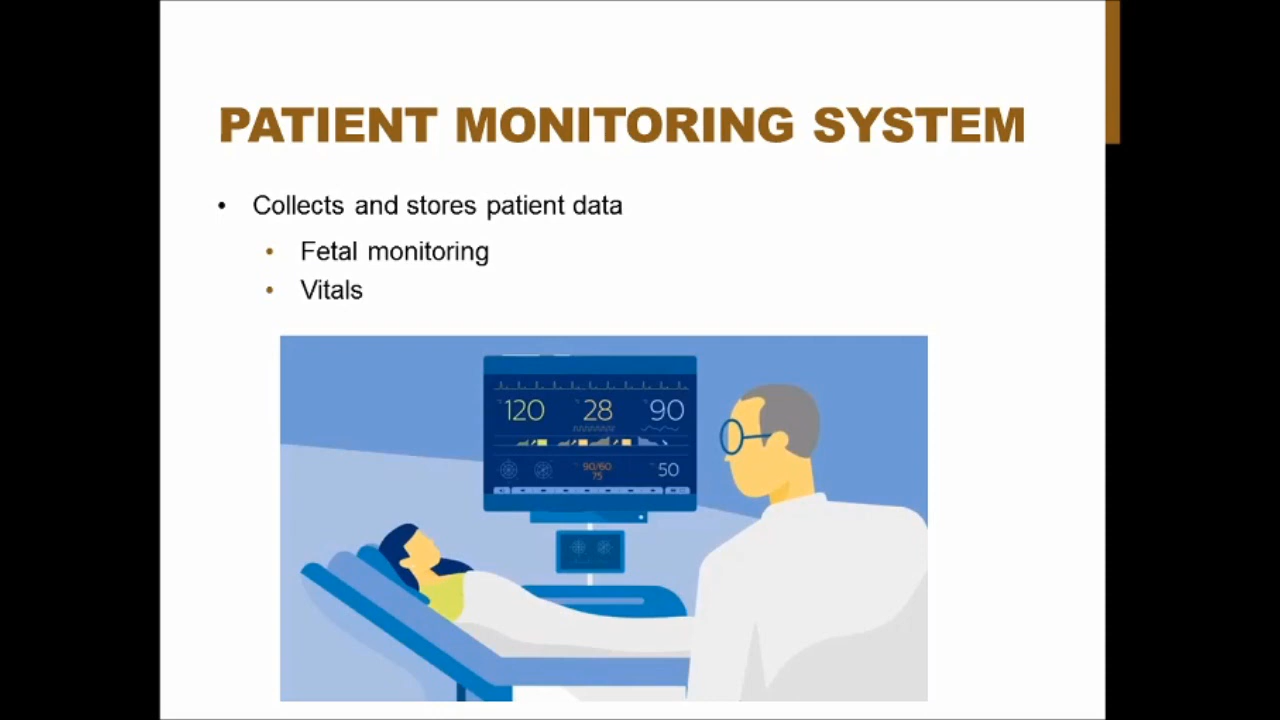 PATIENT MONITORING SYSTEM
• Collects and stores patient data
• Fetal monitoring
• Vitals
120 28 90
90/60 50
75